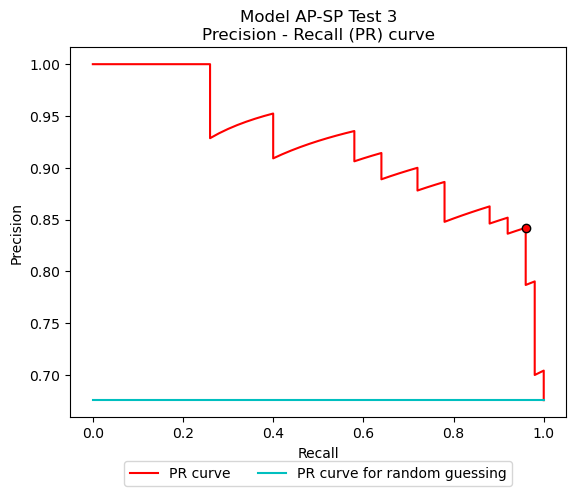 Model AP-SP Test 3
Precision - Recall (PR) curve
1.00
0.95
0.90
0.85
0.80
0.75
0.70
Precision
0.0 0.2 0.4 0.6 0.8 1.0
Recall
PR curve PR curve for random guessing